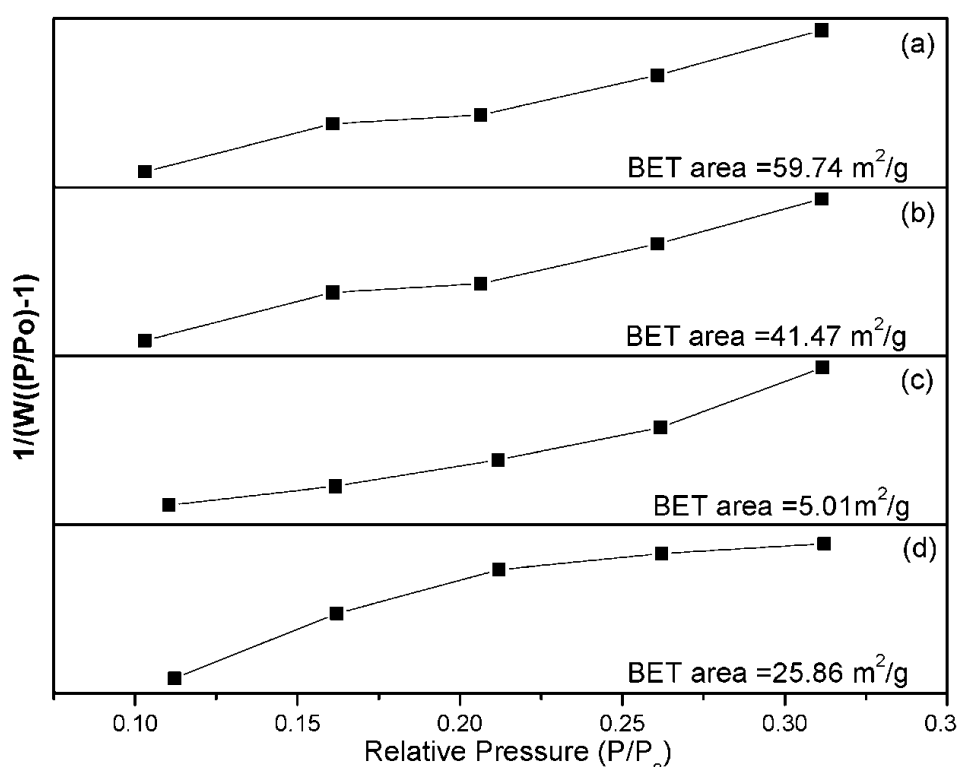 (a)
BET area =59.74 m²/g
(b)
BET area =41.47 m²/g
(c)
BET area =5.01m²/g
(d)
BET area =25.86 m²/g
1/(W((P/Po)-1)
0.10 0.15 0.20 0.25 0.30 0.3
Relative Pressure (P/Pₒ)